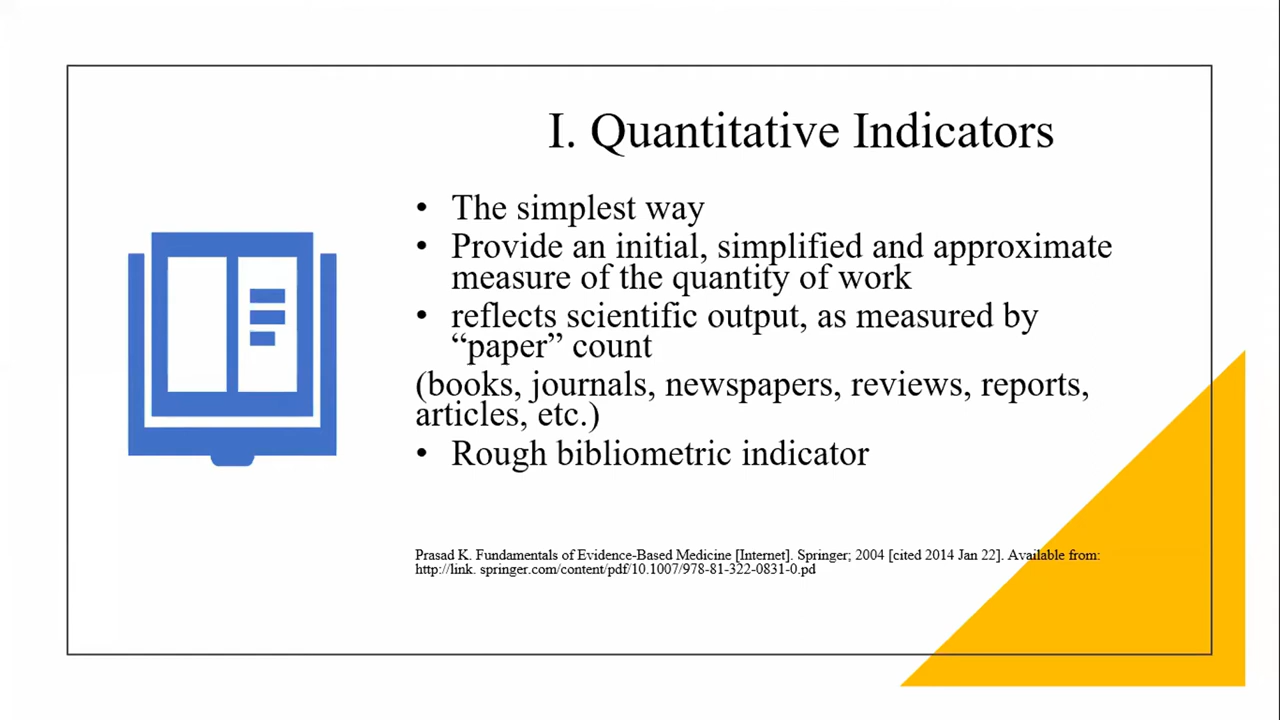 I. Quantitative Indicators
• The simplest way
• Provide an initial, simplified and approximate
measure of the quantity of work
• reflects scientific output, as measured by
“paper” count
(books, journals, newspapers, reviews, reports,
articles, etc.)
• Rough bibliometric indicator
Prasad K. Fundamentals of Evidence-Based Medicine [Internet]. Springer; 2004 [cited 2014 Jan 22]. Available from:
http://link. springer.com/content/pdf/10.1007/978-81-322-0831-0.pd